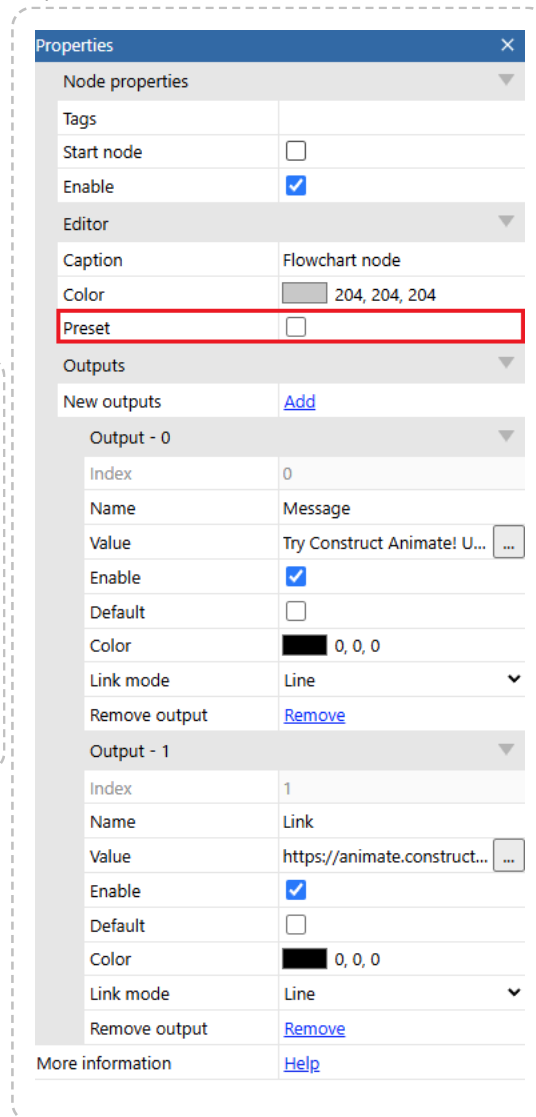 Properties ×
Node properties
Tags
Start node
Enable
Editor
Caption Flowchart node
Color 204, 204, 204
Preset
Outputs
New outputs Add
Output - 0
Index 0
Name Message
Value Try Construct Animate! U... ...
Enable
Default
Color 0, 0, 0
Link mode Line
Remove output Remove
Output - 1
Index 1
Name Link
Value https://animate.construct... ...
Enable
Default
Color 0, 0, 0
Link mode Line
Remove output Remove
More information Help